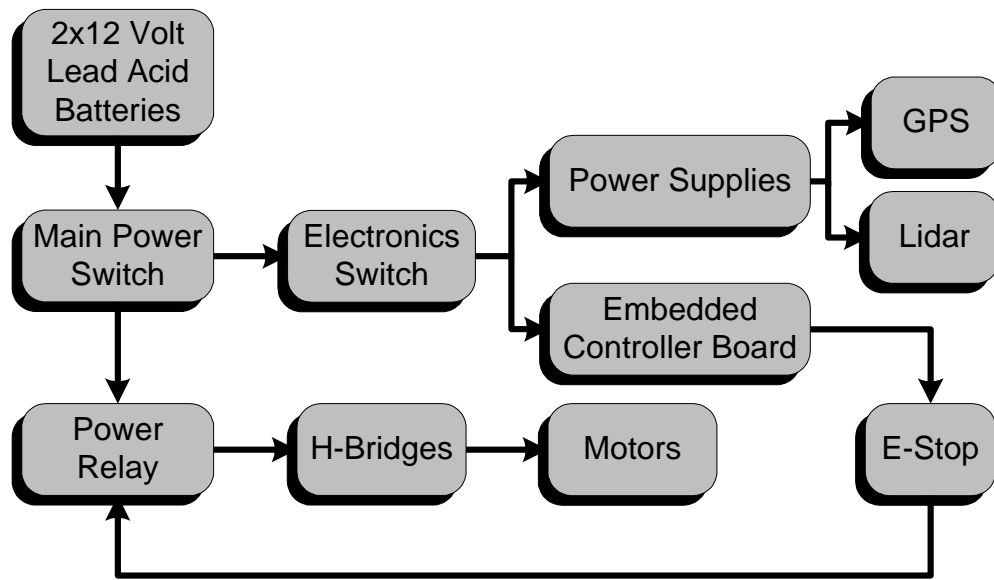 2x12 Volt
Lead Acid
Batteries
GPS
Power Supplies
Main Power
Switch
Electronics
Switch
Lidar
Embedded
Controller Board
Power
Relay
H-Bridges
Motors
E-Stop